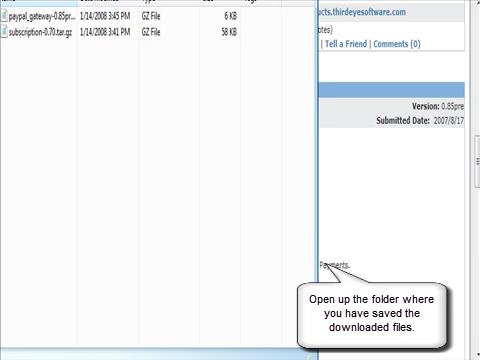 paypal_gateway-0.85pr... 1/14/2008 3:45 PM GZ File 6 KB
subscription-0.70.tar.gz 1/14/2008 3:41 PM GZ File 58 KB
ucts.thirdeyesoftware.com
otes)
| Tell a Friend | Comments (0)
Version: 0.85pre
Submitted Date: 2007/8/17
Payments.
Open up the folder where
you have saved the
downloaded files.